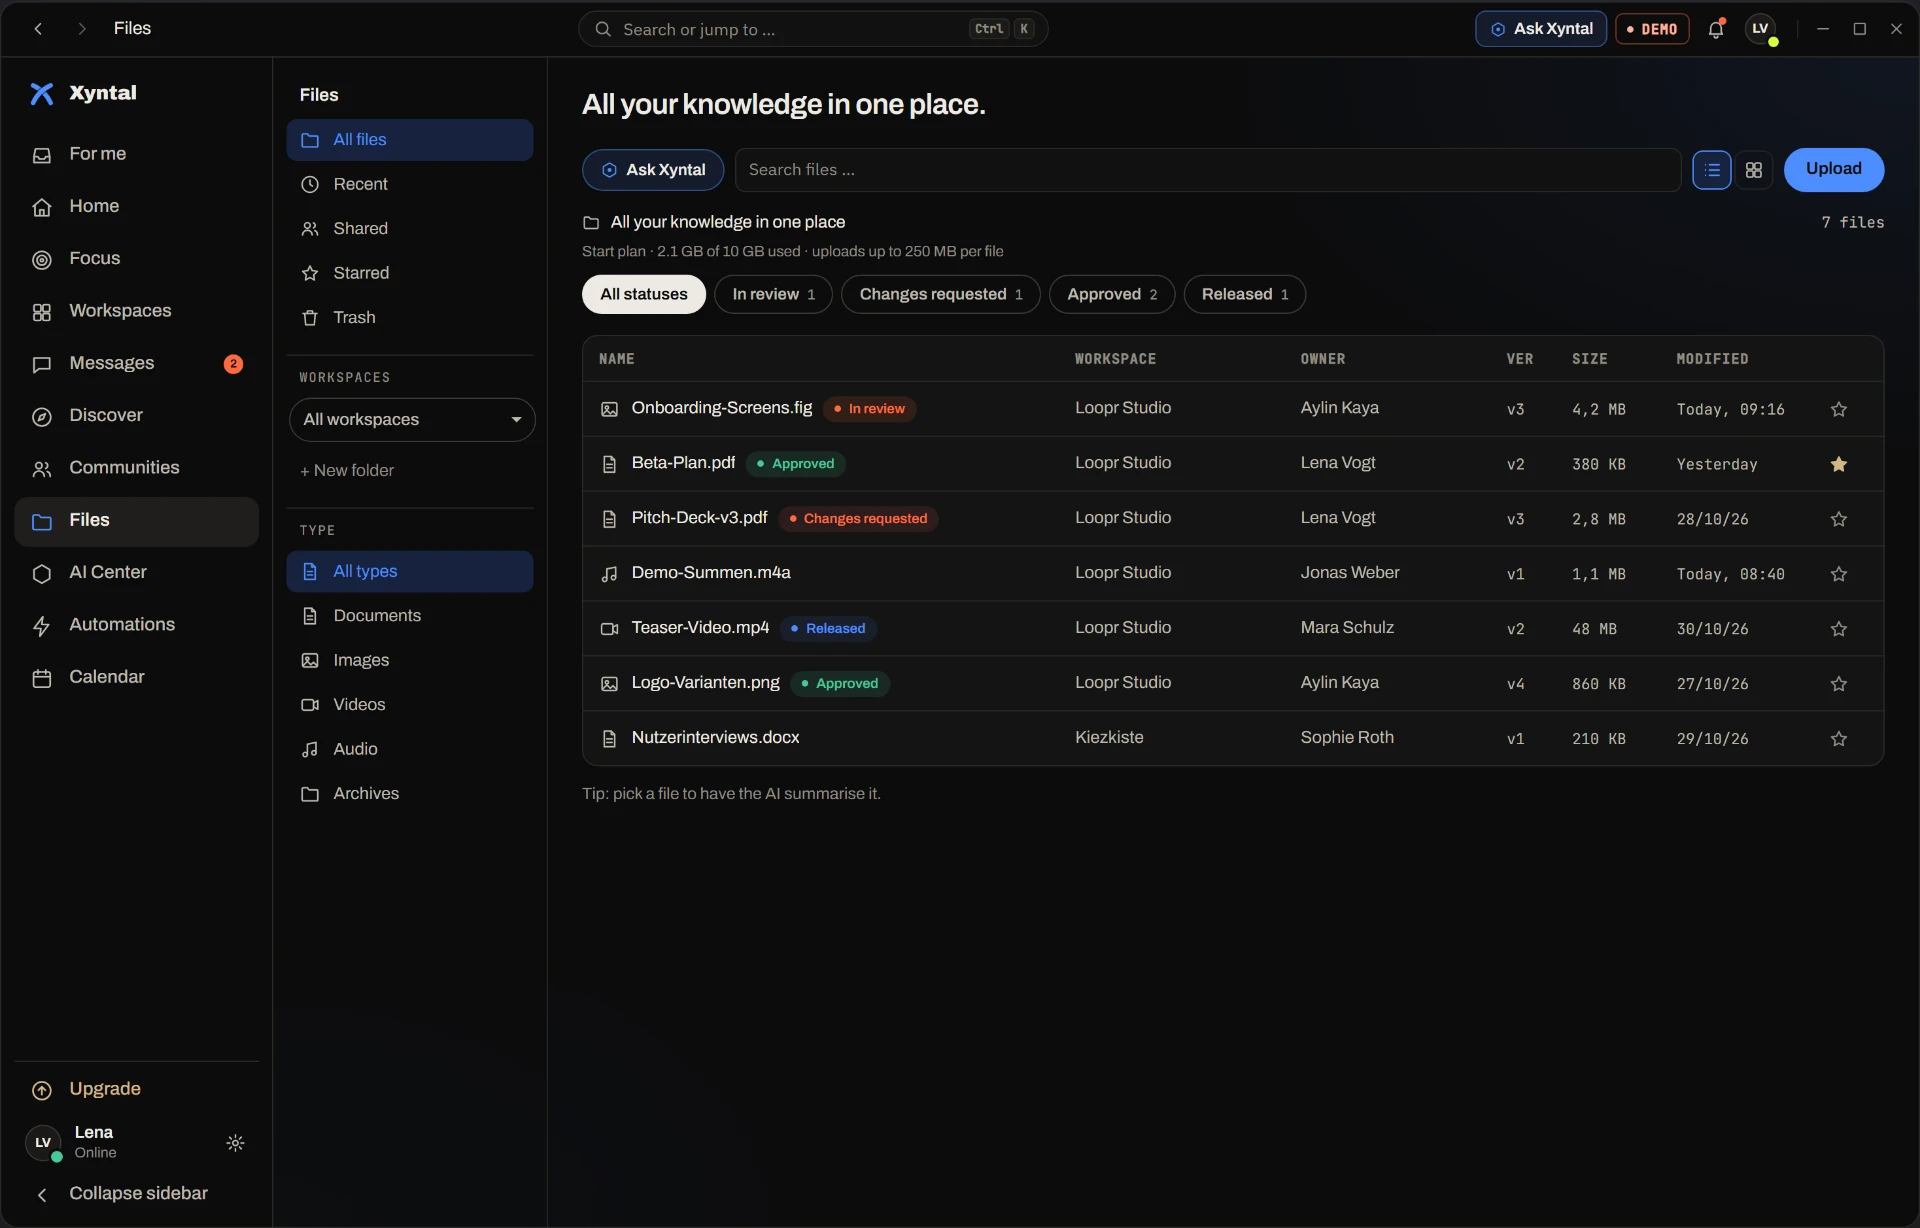 Files
Search or jump to ...
Ctrl K
Ask Xyntal
DEMO
LV
Xyntal
For me
Home
Focus
Workspaces
Messages 2
Discover
Communities
Files
AI Center
Automations
Calendar
Upgrade
LV
Lena
Online
Collapse sidebar
Files
All files
Recent
Shared
Starred
Trash
WORKSPACES
All workspaces
+ New folder
TYPE
All types
Documents
Images
Videos
Audio
Archives
All your knowledge in one place.
Ask Xyntal
Search files ...
Upload
All your knowledge in one place
7 files
Start plan · 2.1 GB of 10 GB used · uploads up to 250 MB per file
All statuses In review 1 Changes requested 1 Approved 2 Released 1
NAME WORKSPACE OWNER VER SIZE MODIFIED
Onboarding-Screens.fig In review Loopr Studio Aylin Kaya v3 4,2 MB Today, 09:16
Beta-Plan.pdf Approved Loopr Studio Lena Vogt v2 380 KB Yesterday
Pitch-Deck-v3.pdf Changes requested Loopr Studio Lena Vogt v3 2,8 MB 28/10/26
Demo-Summen.m4a Loopr Studio Jonas Weber v1 1,1 MB Today, 08:40
Teaser-Video.mp4 Released Loopr Studio Mara Schulz v2 48 MB 30/10/26
Logo-Varianten.png Approved Loopr Studio Aylin Kaya v4 860 KB 27/10/26
Nutzerinterviews.docx Kiezkiste Sophie Roth v1 210 KB 29/10/26
Tip: pick a file to have the AI summarise it.